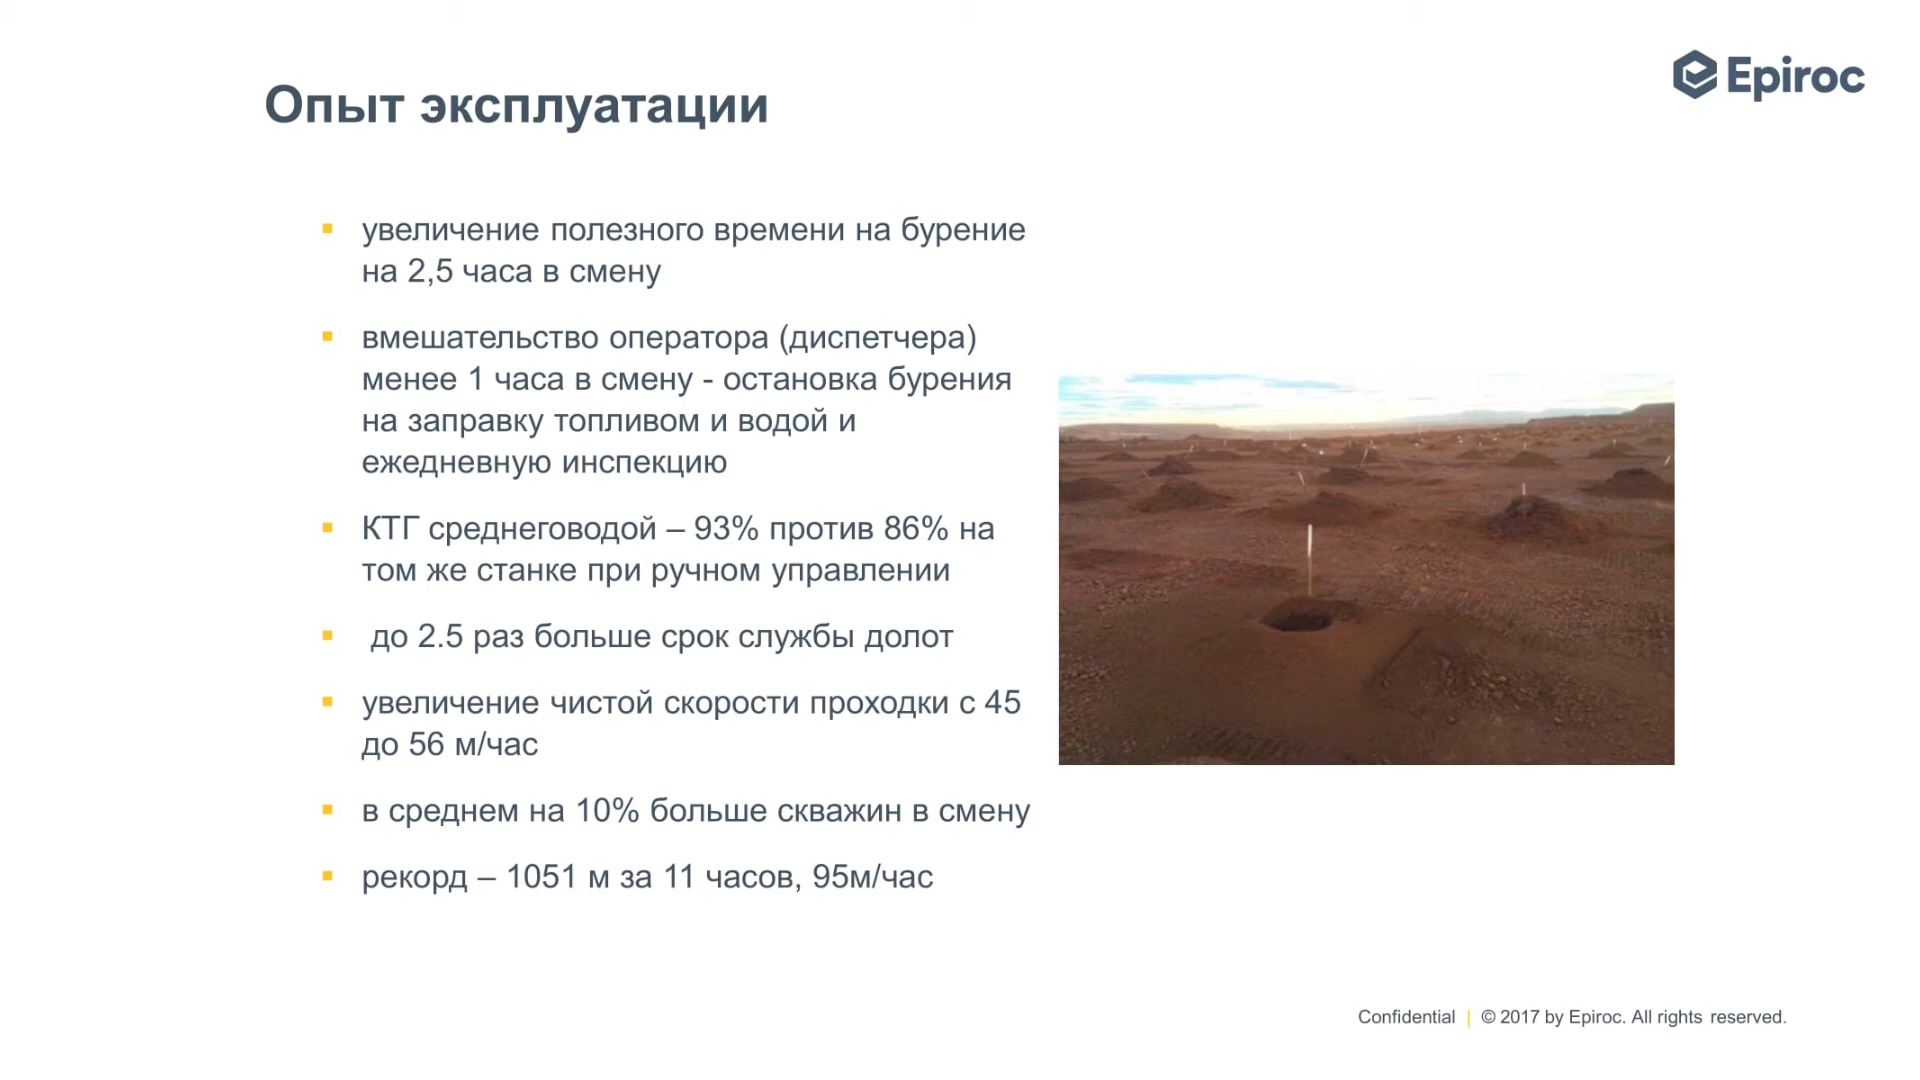 Epiroc
Опыт эксплуатации
увеличение полезного времени на бурение
на 2,5 часа в смену
вмешательство оператора (диспетчера)
менее 1 часа в смену - остановка бурения
на заправку топливом и водой и
ежедневную инспекцию
КТГ среднеговодой – 93% против 86% на
том же станке при ручном управлении
до 2.5 раз больше срок службы долот
увеличение чистой скорости проходки с 45
до 56 м/час
в среднем на 10% больше скважин в смену
рекорд – 1051 м за 11 часов, 95м/час
Confidential | © 2017 by Epiroc. All rights reserved.